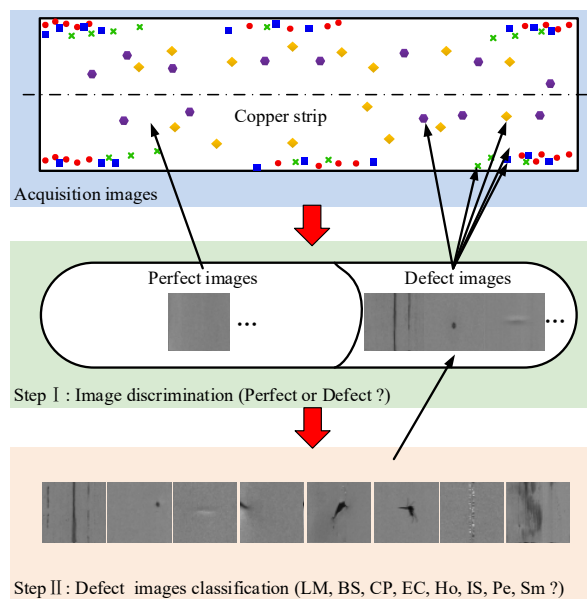 Copper strip
Acquisition images
Perfect images
Defect images
...
...
Step Ⅰ: Image discrimination (Perfect or Defect ?)
Step Ⅱ: Defect images classification (LM, BS, CP, EC, Ho, IS, Pe, Sm ?)